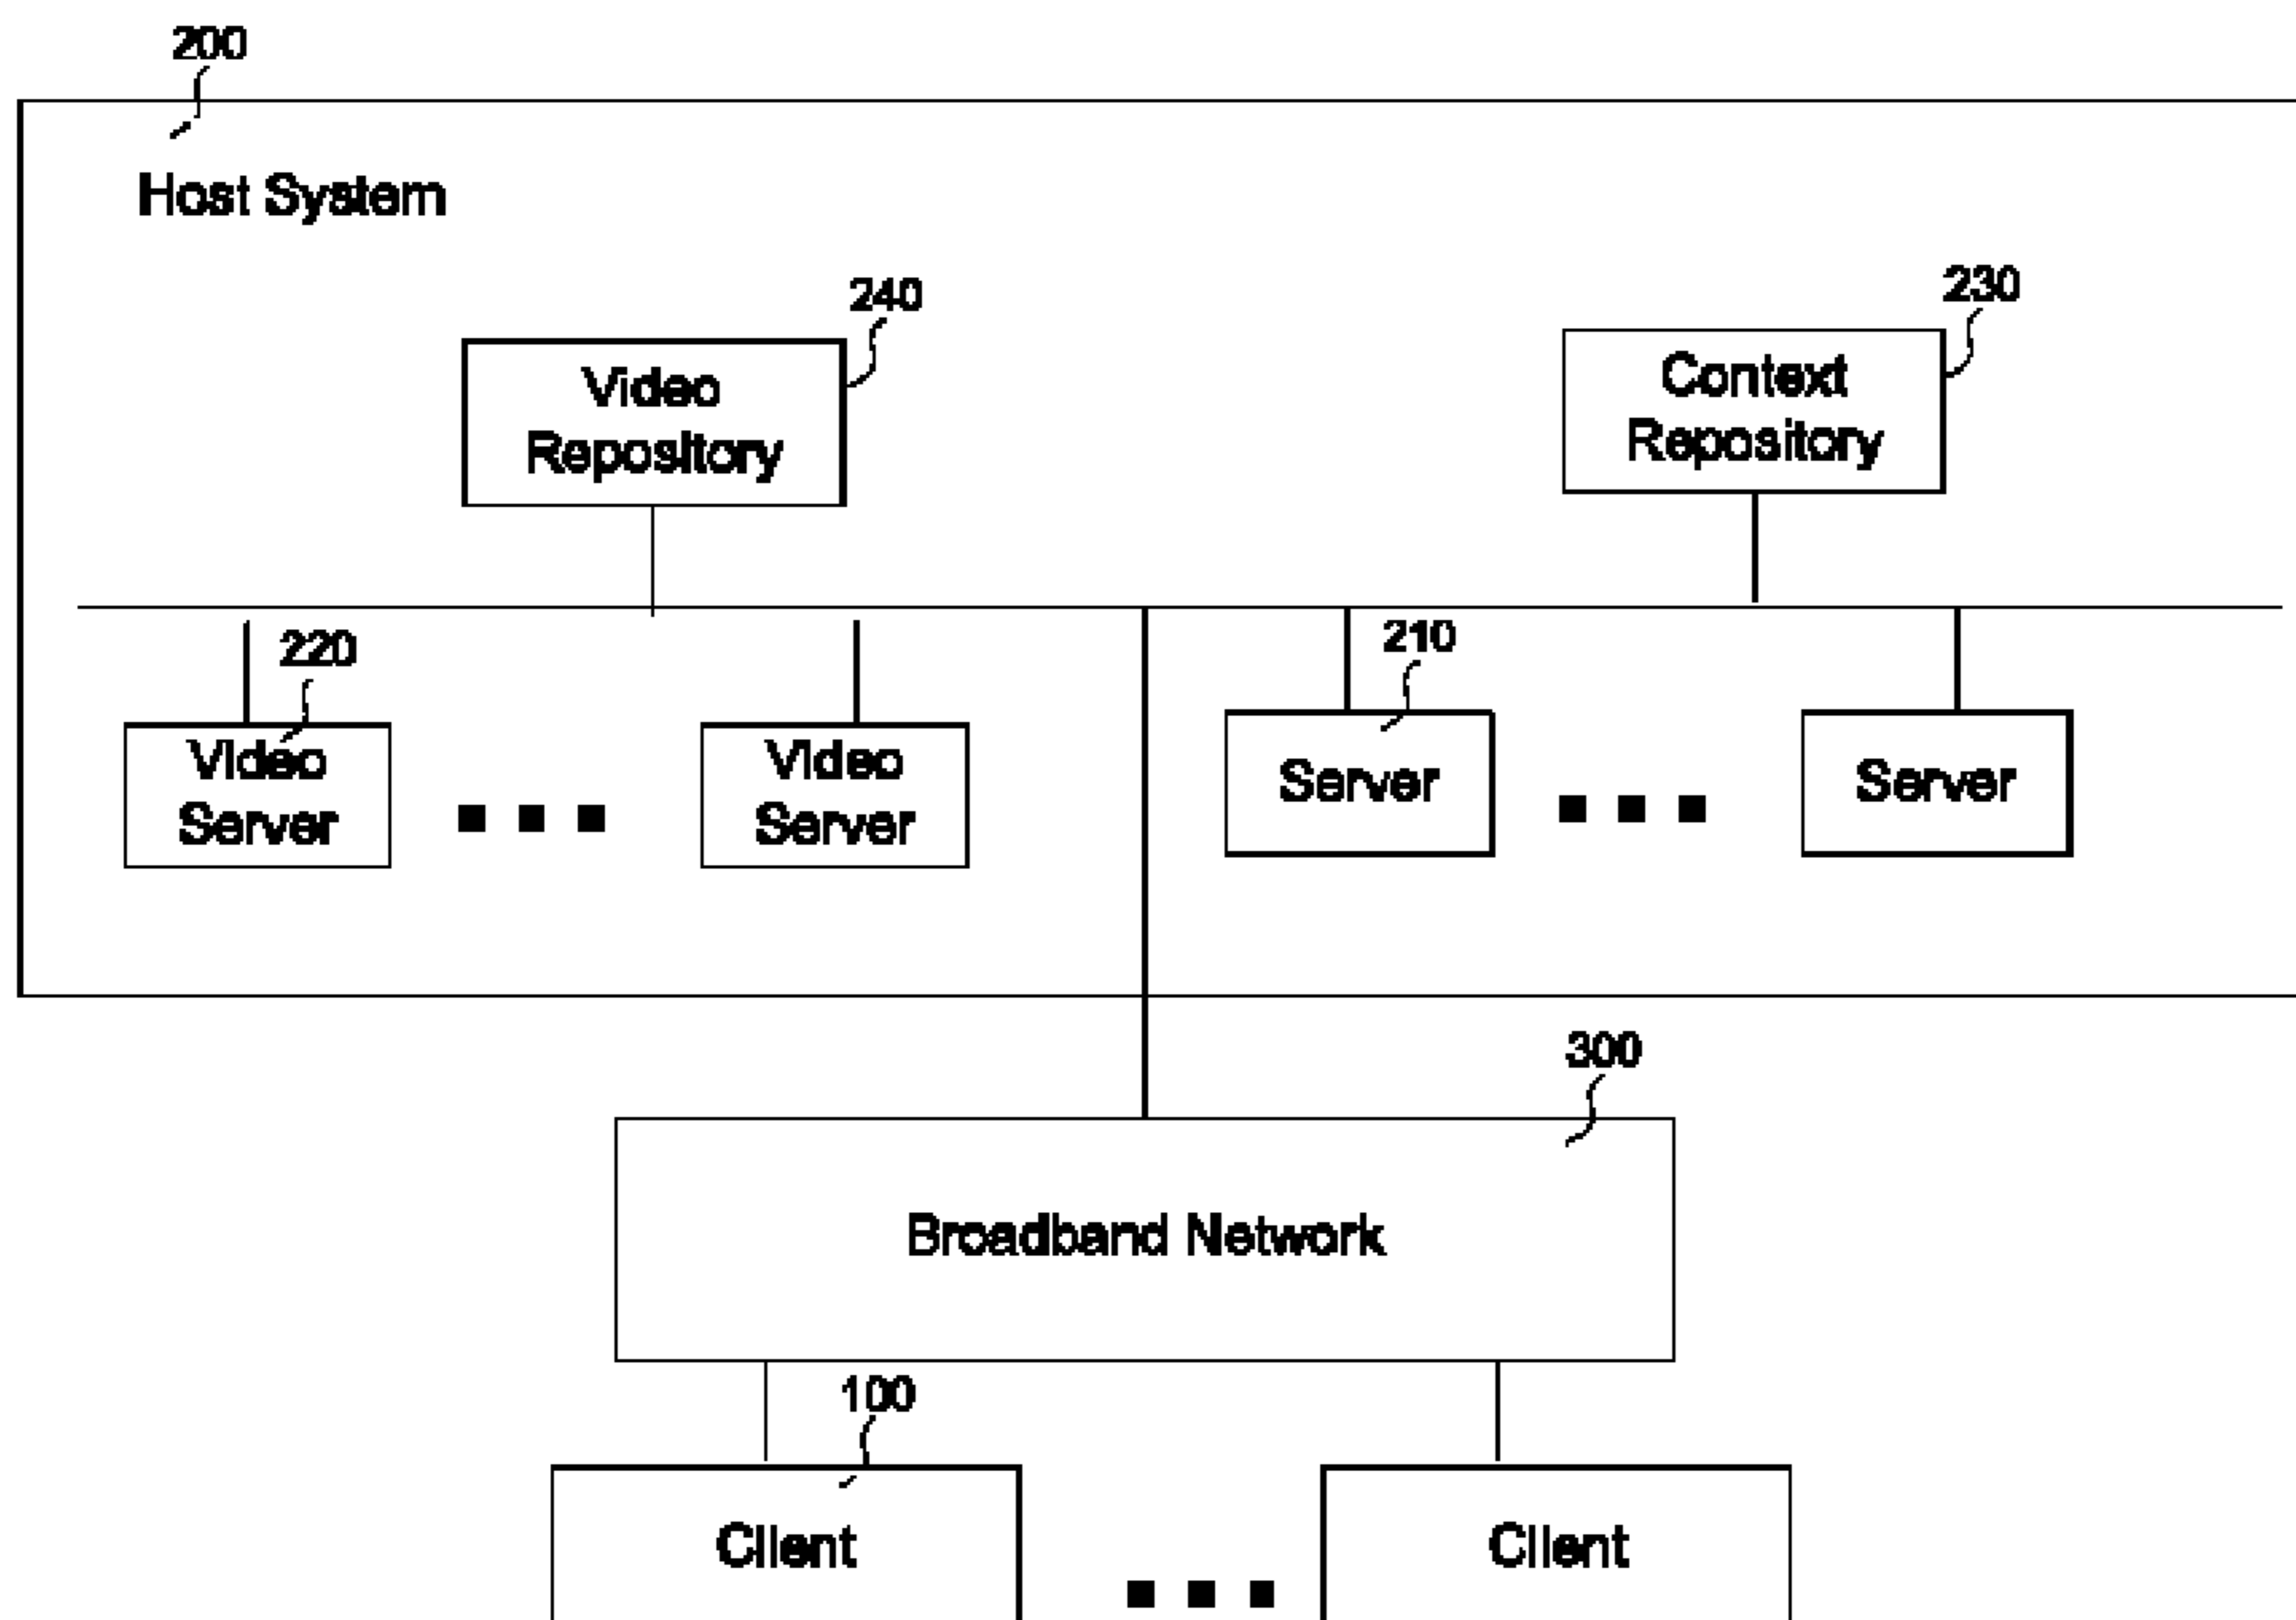 200
Host System
240
230
Video
Repository
Context
Repository
220
210
Video
Server
Video
Server
Server
Server
300
Broadband Network
100
Client
Client